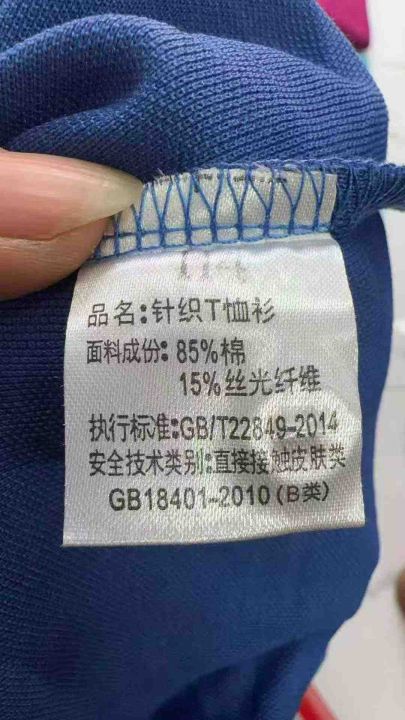 品名:针织T恤衫
面料成份:85%棉
15%丝光纤维
执行标准:GB/T22849-2014
安全技术类别:直接接触皮肤类
GB18401-2010(B类)